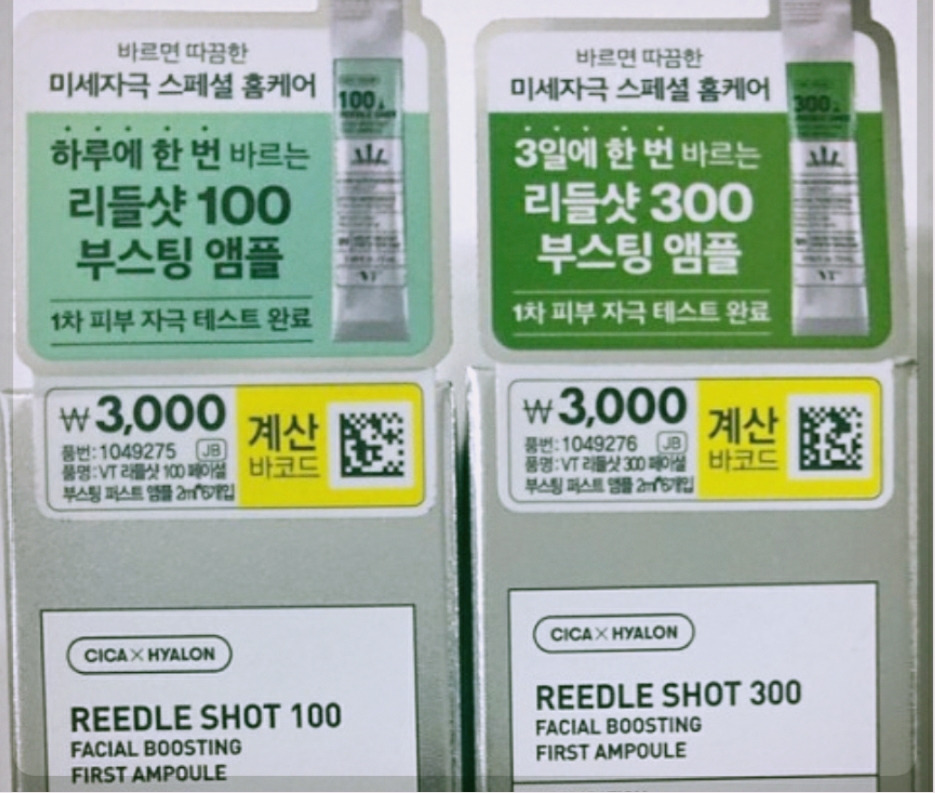 바르면 따끔한
미세자극 스페셜 홈케어
하루에 한 번 바르는
리들샷 100
부스팅 앰플
1차 피부 자극 테스트 완료
100
VT
₩3,000
품번: 1049275 JB
품명: VT 리들샷 100 페이셜
부스팅 퍼스트 앰플 2ml*6개입
계산
바코드
CICA×HYALON
REEDLE SHOT 100
FACIAL BOOSTING
FIRST AMPOULE
바르면 따끔한
미세자극 스페셜 홈케어
3일에 한 번 바르는
리들샷 300
부스팅 앰플
1차 피부 자극 테스트 완료
300
VT
₩3,000
품번: 1049276 JB
품명: VT 리들샷 300 페이셜
부스팅 퍼스트 앰플 2ml*6개입
계산
바코드
CICA×HYALON
REEDLE SHOT 300
FACIAL BOOSTING
FIRST AMPOULE